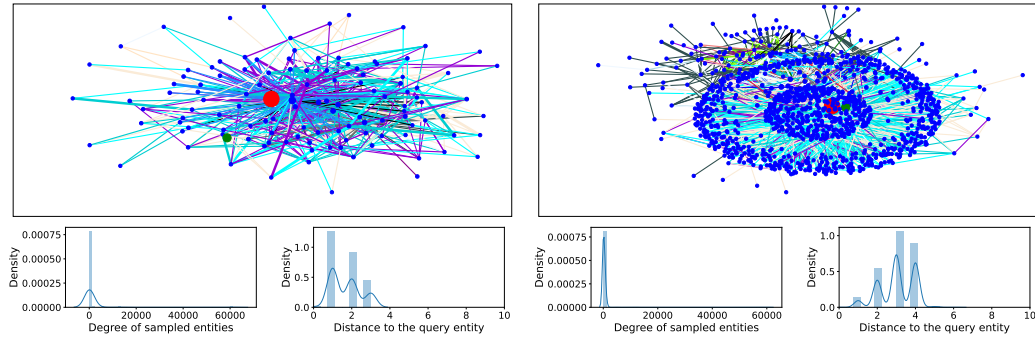 0.00075
0.00050
0.00025
0.00000
Density
0 20000 40000 60000
Degree of sampled entities
1.0
0.5
0.0
Density
0 2 4 6 8 10
Distance to the query entity
0.00075
0.00050
0.00025
0.00000
Density
0 20000 40000 60000
Degree of sampled entities
1.0
0.5
0.0
Density
0 2 4 6 8 10
Distance to the query entity